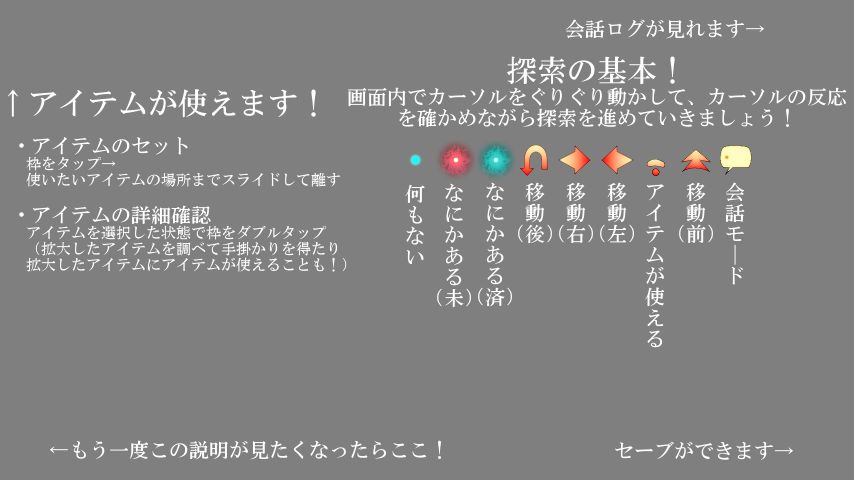 会話ログが見れます→
↑アイテムが使えます！
・アイテムのセット
枠をタップ→
使いたいアイテムの場所までスライドして離す
・アイテムの詳細確認
アイテムを選択した状態で枠をダブルタップ
（拡大したアイテムを調べて手掛かりを得たり
拡大したアイテムにアイテムが使えることも！）
探索の基本！
画面内でカーソルをぐりぐり動かして、カーソルの反応
を確かめながら探索を進めていきましょう！
何もない
なにかある（未）
なにかある（済）
移動（後）
移動（右）
移動（左）
アイテムが使える
移動（前）
会話モード
←もう一度この説明が見たくなったらここ！
セーブができます→